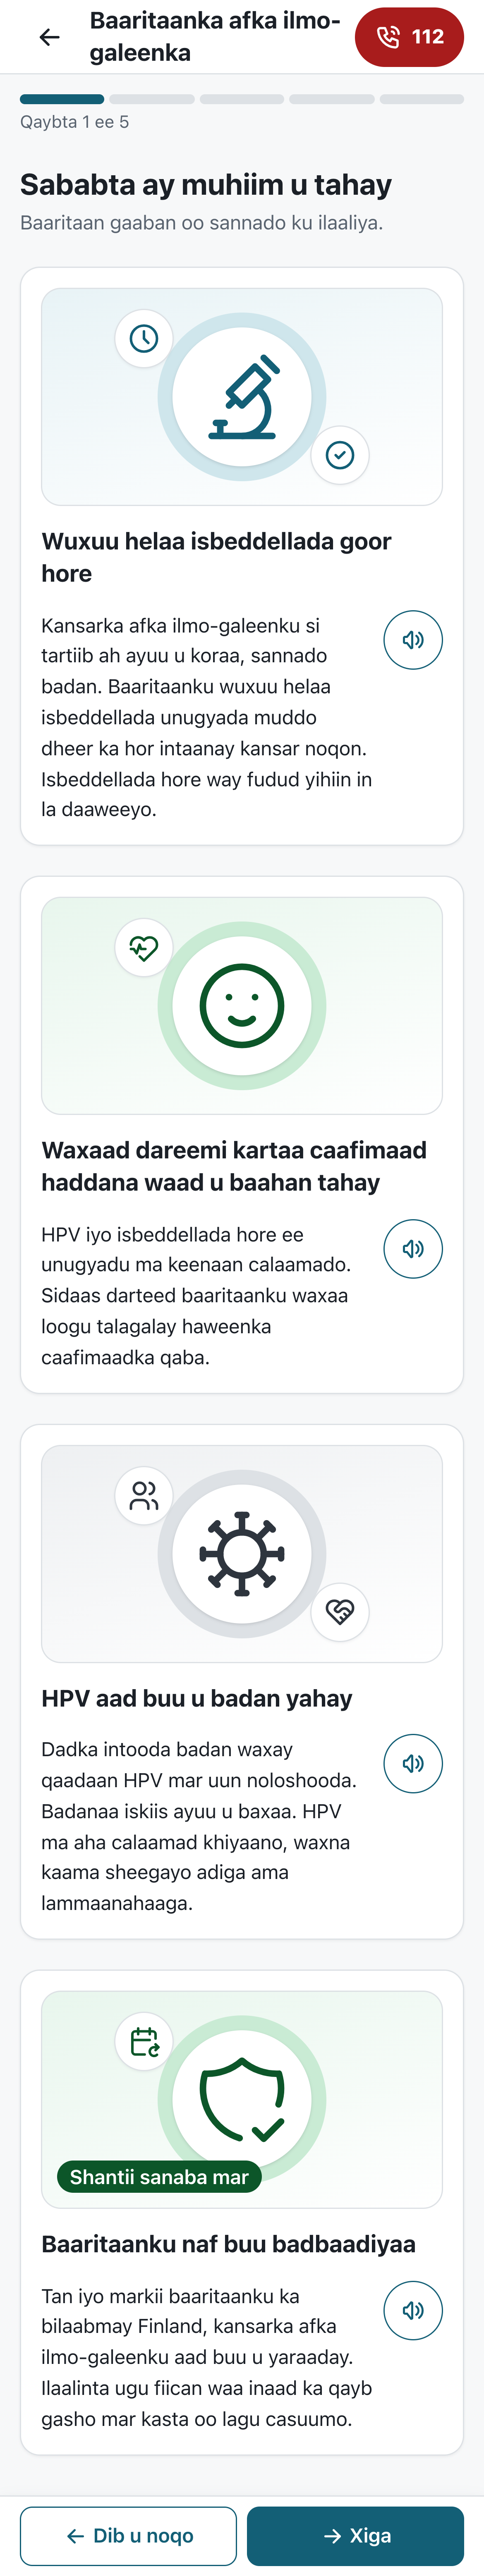 Baaritaanka afka ilmo-
galeenka
112
Qaybta 1 ee 5
Sababta ay muhiim u tahay
Baaritaan gaaban oo sannado ku ilaaliya.
Wuxuu helaa isbeddellada goor
hore
Kansarka afka ilmo-galeenku si
tartiib ah ayuu u koraa, sannado
badan. Baaritaanku wuxuu helaa
isbeddellada unugyada muddo
dheer ka hor intaanay kansar noqon.
Isbeddellada hore way fudud yihiin in
la daaweeyo.
Waxaad dareemi kartaa caafimaad
haddana waad u baahan tahay
HPV iyo isbeddellada hore ee
unugyadu ma keenaan calaamado.
Sidaas darteed baaritaanku waxaa
loogu talagalay haweenka
caafimaadka qaba.
HPV aad buu u badan yahay
Dadka intooda badan waxay
qaadaan HPV mar uun noloshooda.
Badanaa iskiis ayuu u baxaa. HPV
ma aha calaamad khiyaano, waxna
kaama sheegayo adiga ama
lammaanahaaga.
Shantii sanaba mar
Baaritaanku naf buu badbaadiyaa
Tan iyo markii baaritaanku ka
bilaabmay Finland, kansarka afka
ilmo-galeenku aad buu u yaraaday.
Ilaalinta ugu fiican waa inaad ka qayb
gasho mar kasta oo lagu casuumo.
Dib u noqo
Xiga